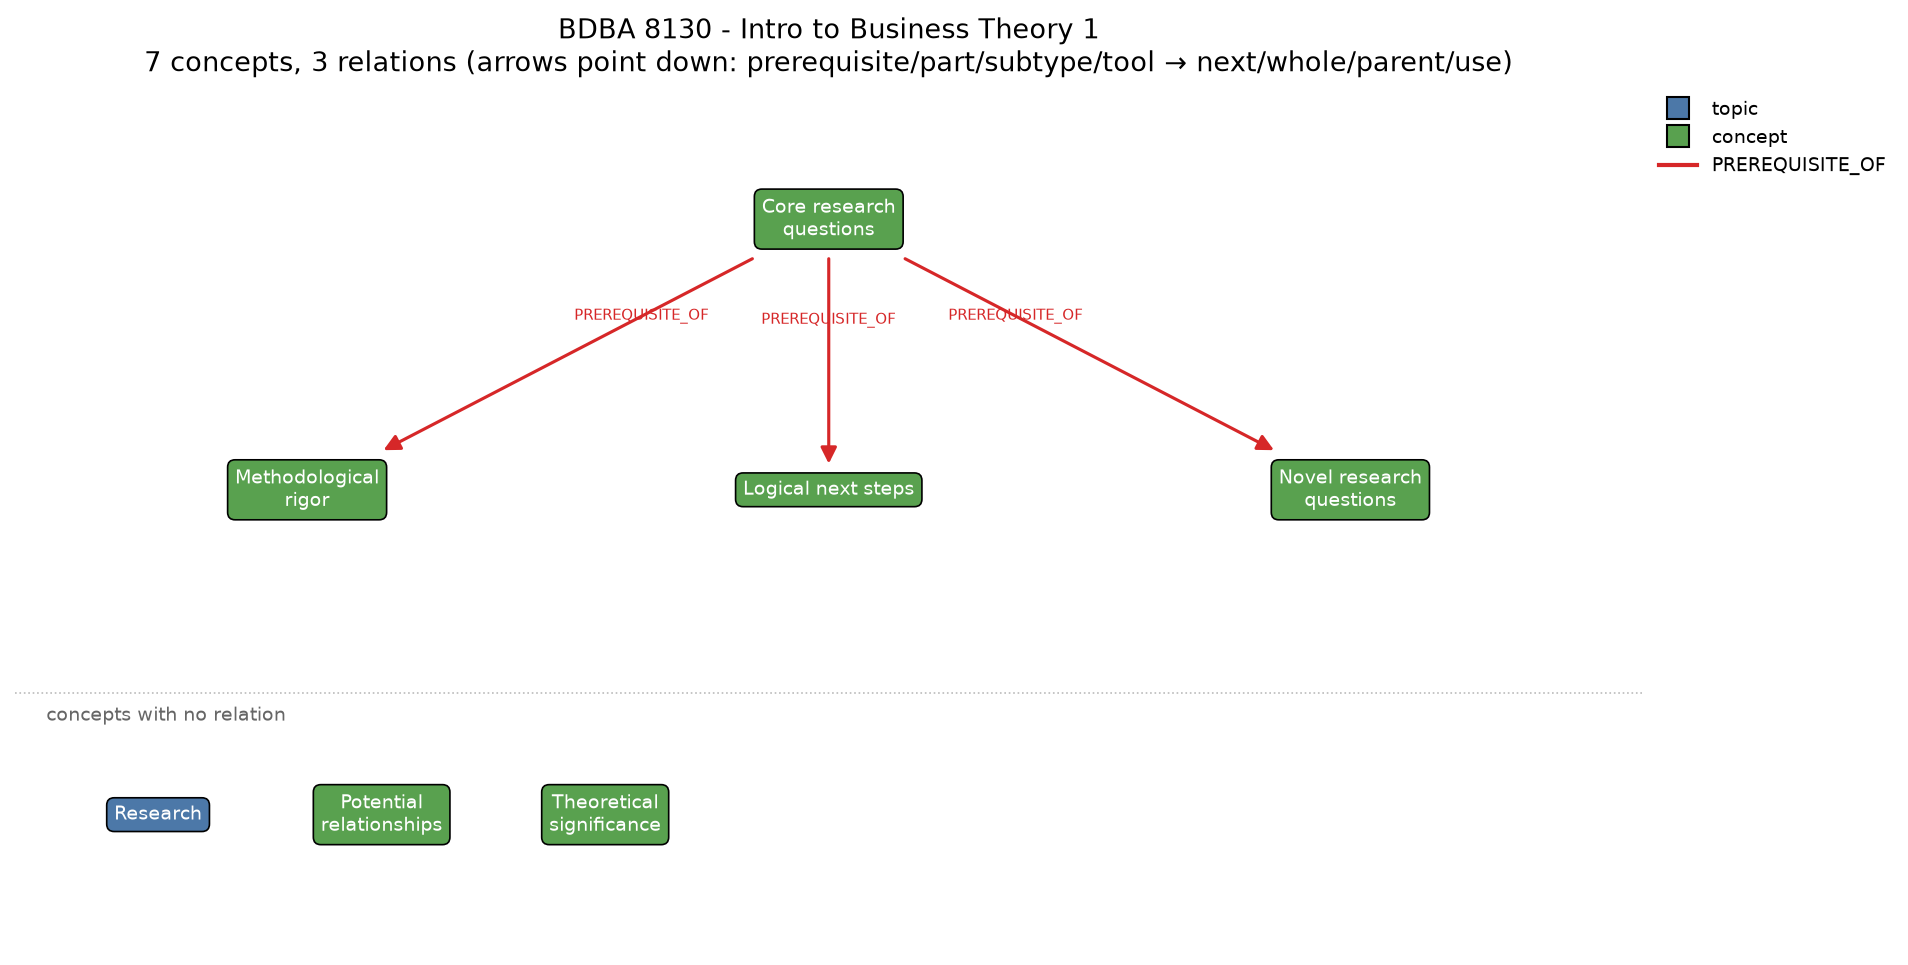 BDBA 8130 - Intro to Business Theory 1
7 concepts, 3 relations (arrows point down: prerequisite/part/subtype/tool → next/whole/parent/use)
topic
concept
PREREQUISITE_OF
Core research
questions
PREREQUISITE_OF
PREREQUISITE_OF
PREREQUISITE_OF
Methodological
rigor
Logical next steps
Novel research
questions
concepts with no relation
Research
Potential
relationships
Theoretical
significance